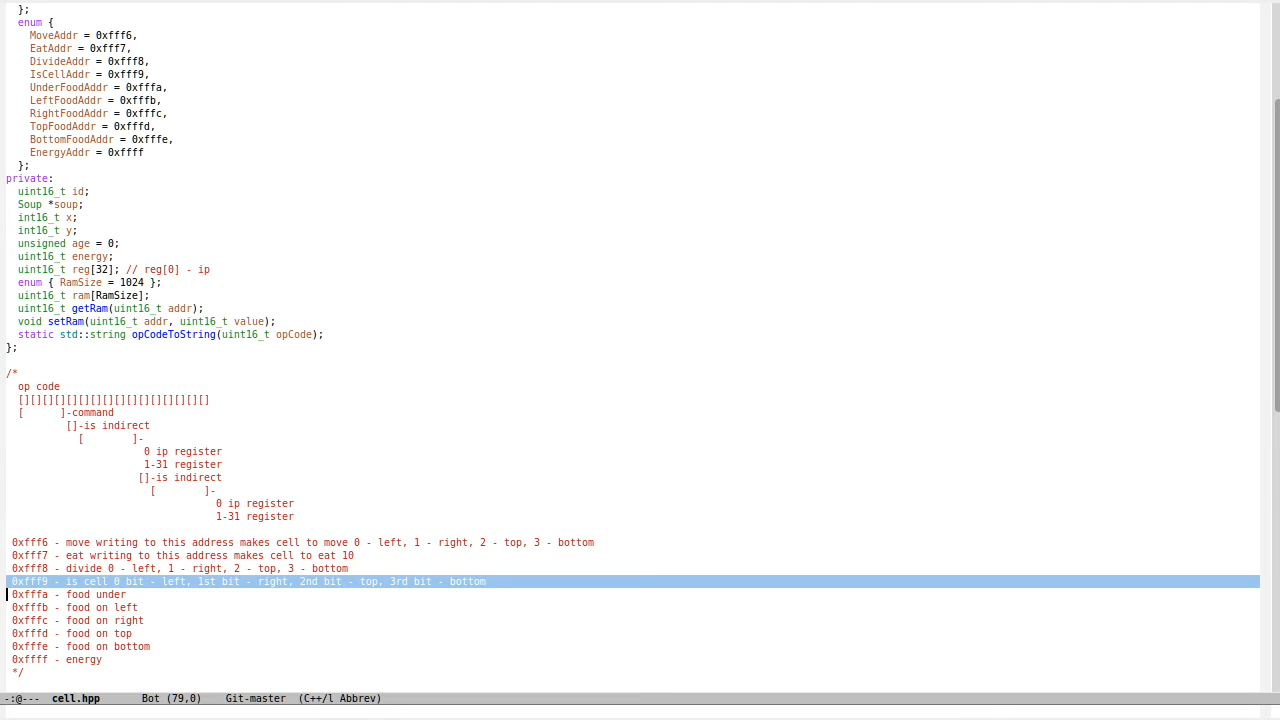 };
  enum {
    MoveAddr = 0xfff6,
    EatAddr = 0xfff7,
    DivideAddr = 0xfff8,
    IsCellAddr = 0xfff9,
    UnderFoodAddr = 0xfffa,
    LeftFoodAddr = 0xfffb,
    RightFoodAddr = 0xfffc,
    TopFoodAddr = 0xfffd,
    BottomFoodAddr = 0xfffe,
    EnergyAddr = 0xffff
  };
private:
  uint16_t id;
  Soup *soup;
  int16_t x;
  int16_t y;
  unsigned age = 0;
  uint16_t energy;
  uint16_t reg[32]; // reg[0] - ip
  enum { RamSize = 1024 };
  uint16_t ram[RamSize];
  uint16_t getRam(uint16_t addr);
  void setRam(uint16_t addr, uint16_t value);
  static std::string opCodeToString(uint16_t opCode);
};

/*
  op code
  [][][][][][][][][][][][][][][][]
  [      ]-command
          []-is indirect
            [        ]-
                       0 ip register
                       1-31 register
                      []-is indirect
                        [        ]-
                                   0 ip register
                                   1-31 register

 0xfff6 - move writing to this address makes cell to move 0 - left, 1 - right, 2 - top, 3 - bottom
 0xfff7 - eat writing to this address makes cell to eat 10
 0xfff8 - divide 0 - left, 1 - right, 2 - top, 3 - bottom
 0xfff9 - is cell 0 bit - left, 1st bit - right, 2nd bit - top, 3rd bit - bottom
 0xfffa - food under
 0xfffb - food on left
 0xfffc - food on right
 0xfffd - food on top
 0xfffe - food on bottom
 0xffff - energy
 */
-:@---  cell.hpp       Bot (79,0)    Git-master  (C++/l Abbrev)